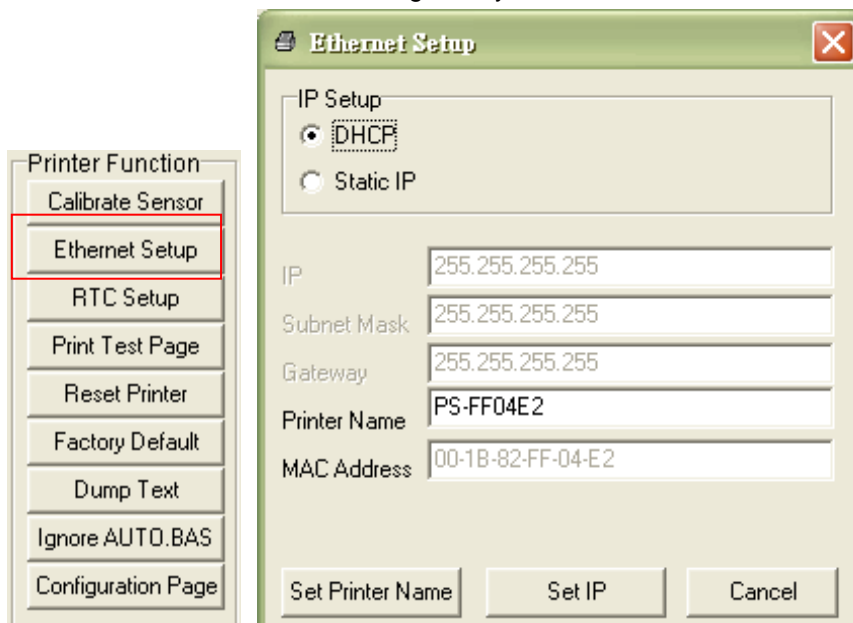 Printer Function
Calibrate Sensor
Ethernet Setup
RTC Setup
Print Test Page
Reset Printer
Factory Default
Dump Text
Ignore AUTO.BAS
Configuration Page
Ethernet Setup
IP Setup
DHCP
Static IP
IP 255.255.255.255
Subnet Mask 255.255.255.255
Gateway 255.255.255.255
Printer Name PS-FF04E2
MAC Address 00-1B-82-FF-04-E2
Set Printer Name Set IP Cancel